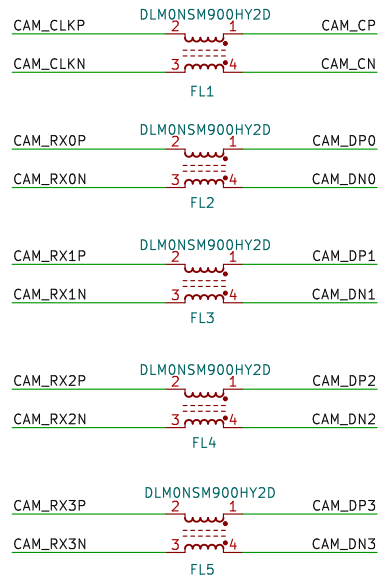 DLM0NSM900HY2D
CAM_CLKP 2 1 CAM_CP
CAM_CLKN 3 4 CAM_CN
FL1
DLM0NSM900HY2D
CAM_RX0P 2 1 CAM_DP0
CAM_RX0N 3 4 CAM_DN0
FL2
DLM0NSM900HY2D
CAM_RX1P 2 1 CAM_DP1
CAM_RX1N 3 4 CAM_DN1
FL3
DLM0NSM900HY2D
CAM_RX2P 2 1 CAM_DP2
CAM_RX2N 3 4 CAM_DN2
FL4
DLM0NSM900HY2D
CAM_RX3P 2 1 CAM_DP3
CAM_RX3N 3 4 CAM_DN3
FL5